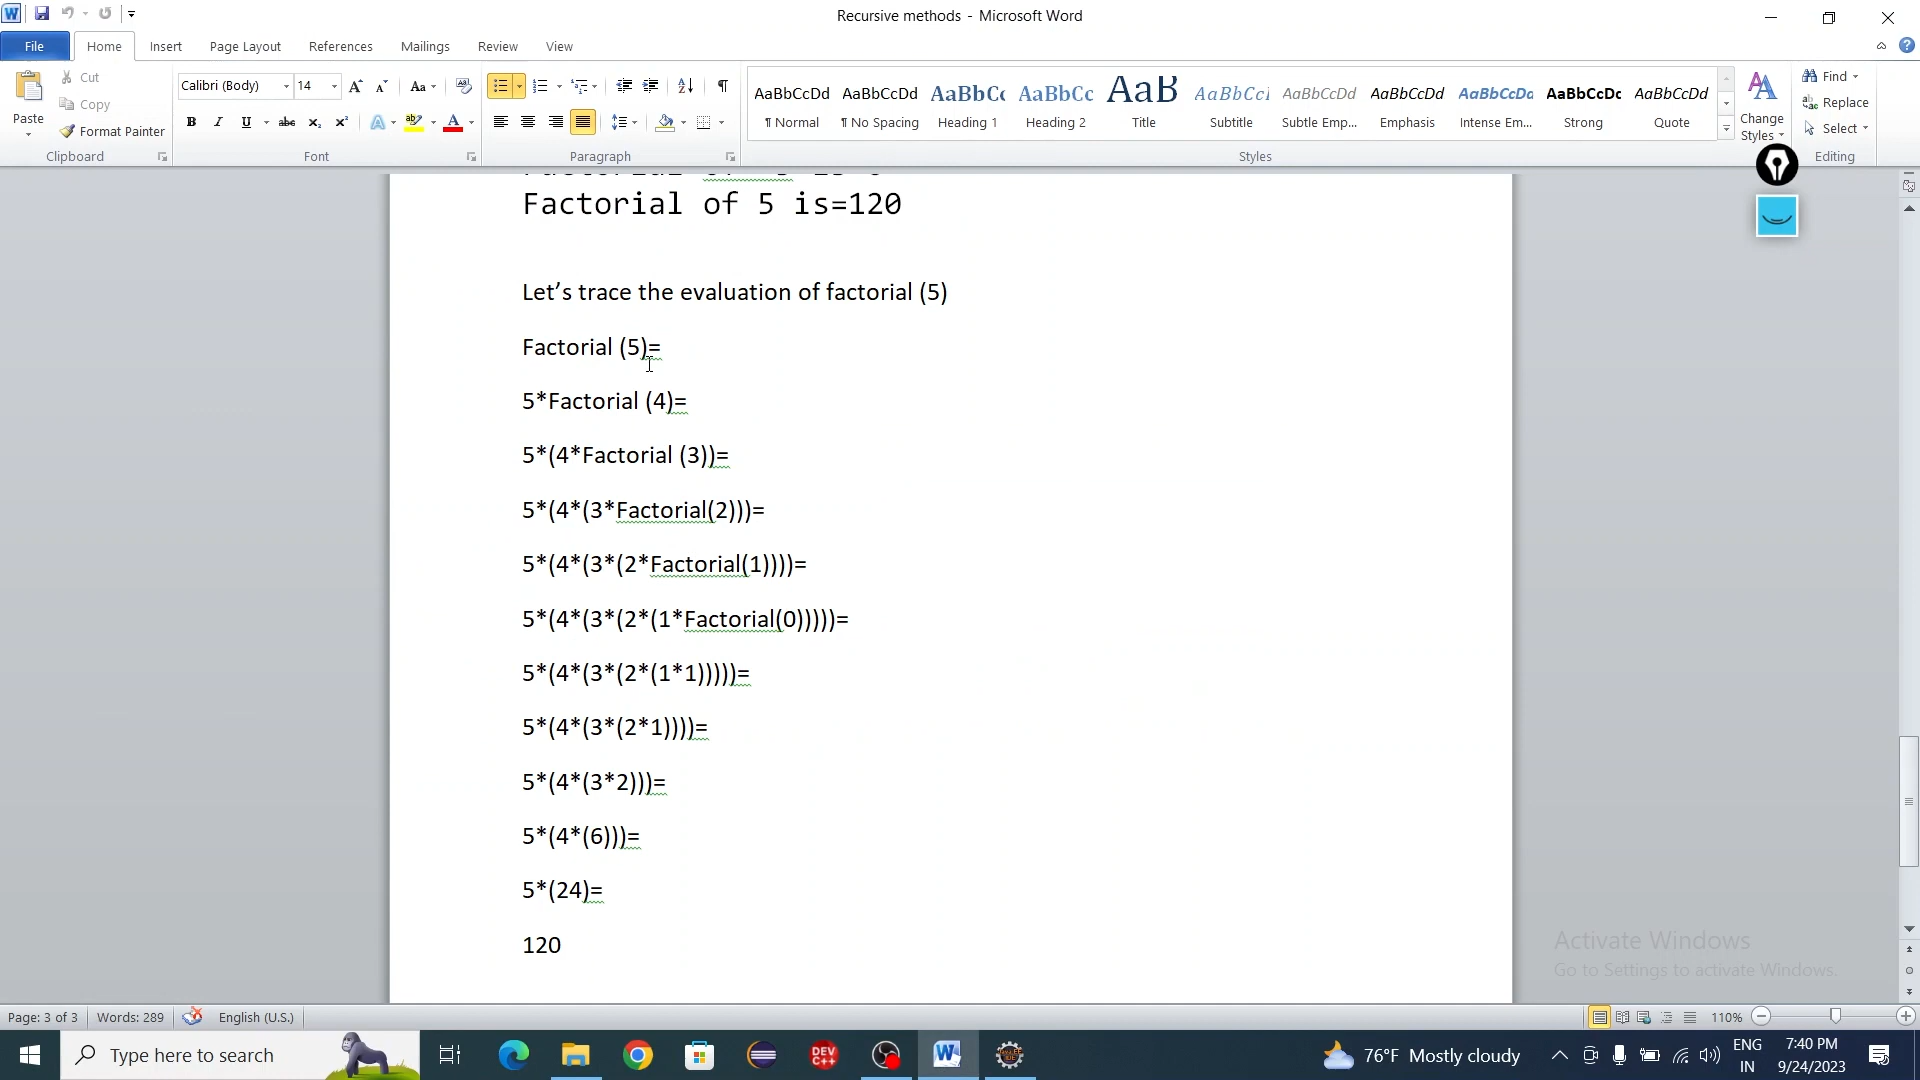 Recursive methods - Microsoft Word
File Home Insert Page Layout References Mailings Review View
Paste
Cut
Copy
Format Painter
Clipboard
Calibri (Body) 14
Font
Paragraph
AaBbCcDd AaBbCcDd AaBbCc AaBbCc AaB AaBbCcI AaBbCcDd AaBbCcDd AaBbCcDd AaBbCcDc AaBbCcDd
¶ Normal ¶ No Spacing Heading 1 Heading 2 Title Subtitle Subtle Emp... Emphasis Intense Em... Strong Quote
Styles
Change Styles
Find
Replace
Select
Editing
Factorial of 5 is=120
Let’s trace the evaluation of factorial (5)
Factorial (5)=
5*Factorial (4)=
5*(4*Factorial (3))=
5*(4*(3*Factorial(2)))=
5*(4*(3*(2*Factorial(1))))=
5*(4*(3*(2*(1*Factorial(0)))))=
5*(4*(3*(2*(1*1)))))=
5*(4*(3*(2*1))))=
5*(4*(3*2)))=
5*(4*(6)))=
5*(24)=
120
Activate Windows
Go to Settings to activate Windows.
Page: 3 of 3 Words: 289 English (U.S.) 110%
Type here to search
DEV C++
76°F Mostly cloudy
ENG
IN
7:40 PM
9/24/2023